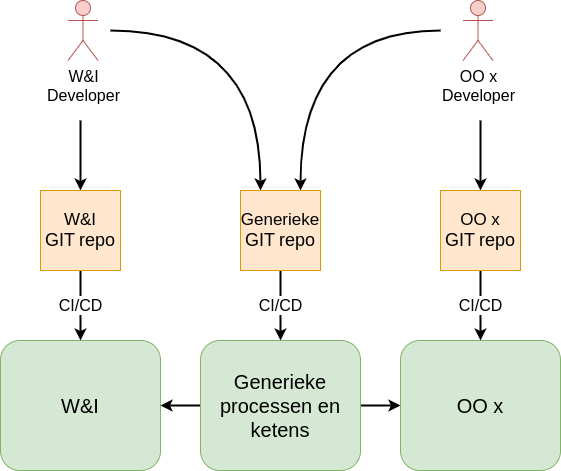 W&I
Developer
OO x
Developer
W&I
GIT repo
Generieke
GIT repo
OO x
GIT repo
CI/CD
CI/CD
CI/CD
W&I
Generieke
processen en
ketens
OO x